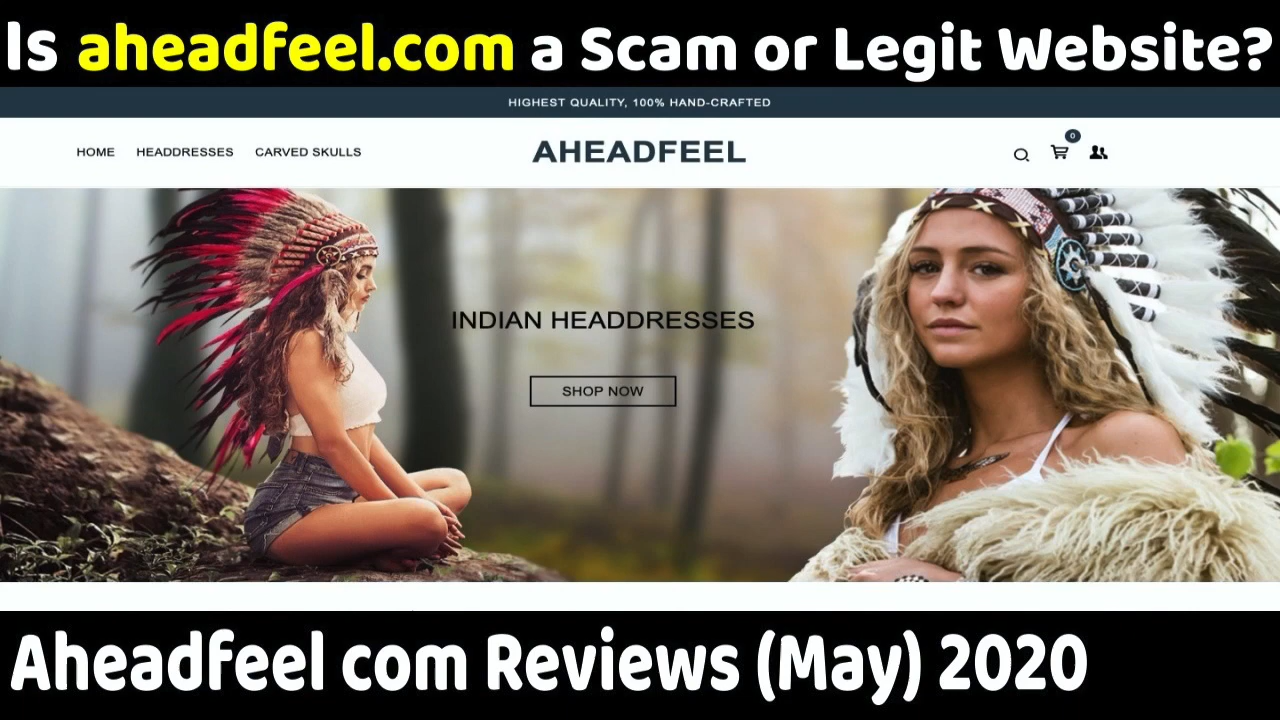 Is aheadfeel.com a Scam or Legit Website?
HIGHEST QUALITY, 100% HAND-CRAFTED
HOME HEADDRESSES CARVED SKULLS AHEADFEEL 0
INDIAN HEADDRESSES
SHOP NOW
Aheadfeel com Reviews (May) 2020